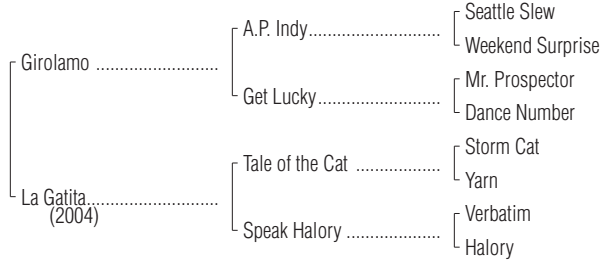 Seattle Slew
A.P. Indy
Weekend Surprise
Girolamo
Mr. Prospector
Get Lucky
Dance Number
Storm Cat
Tale of the Cat
Yarn
La Gatita
(2004)
Verbatim
Speak Halory
Halory